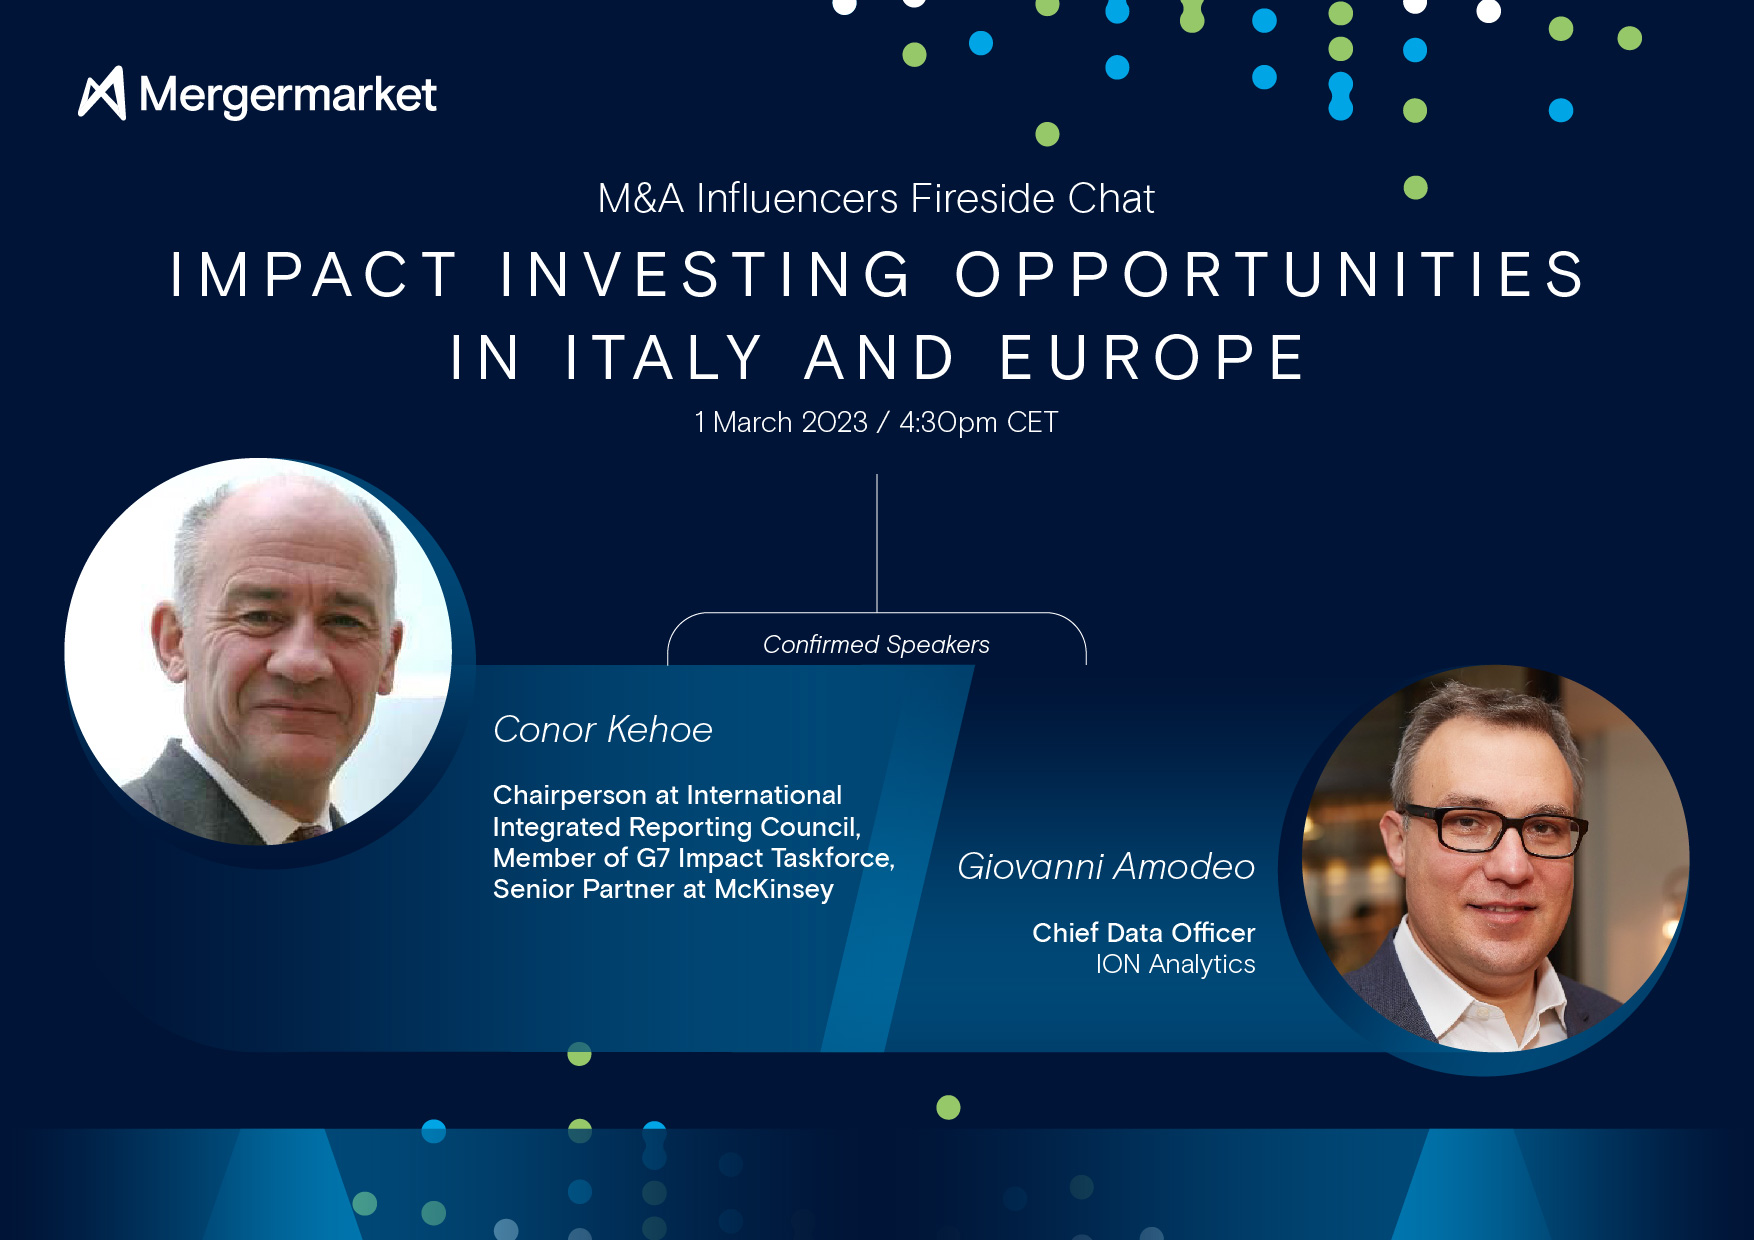 Mergermarket
M&A Influencers Fireside Chat
IMPACT INVESTING OPPORTUNITIES
IN ITALY AND EUROPE
1 March 2023 / 4:30pm CET
Confirmed Speakers
Conor Kehoe
Chairperson at International
Integrated Reporting Council,
Member of G7 Impact Taskforce,
Senior Partner at McKinsey
Giovanni Amodeo
Chief Data Officer
ION Analytics